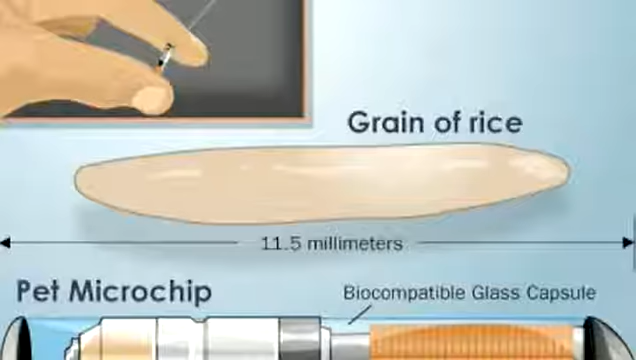 Grain of rice
11.5 millimeters
Pet Microchip
Biocompatible Glass Capsule